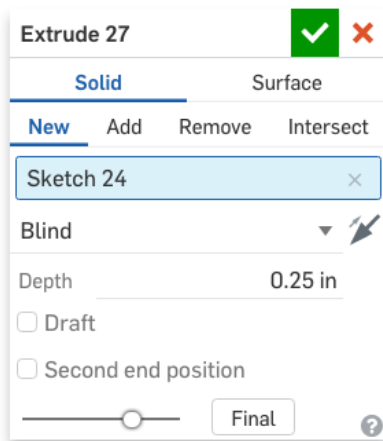 Extrude 27
Solid Surface
New Add Remove Intersect
Sketch 24
Blind
Depth 0.25 in
Draft
Second end position
Final
?